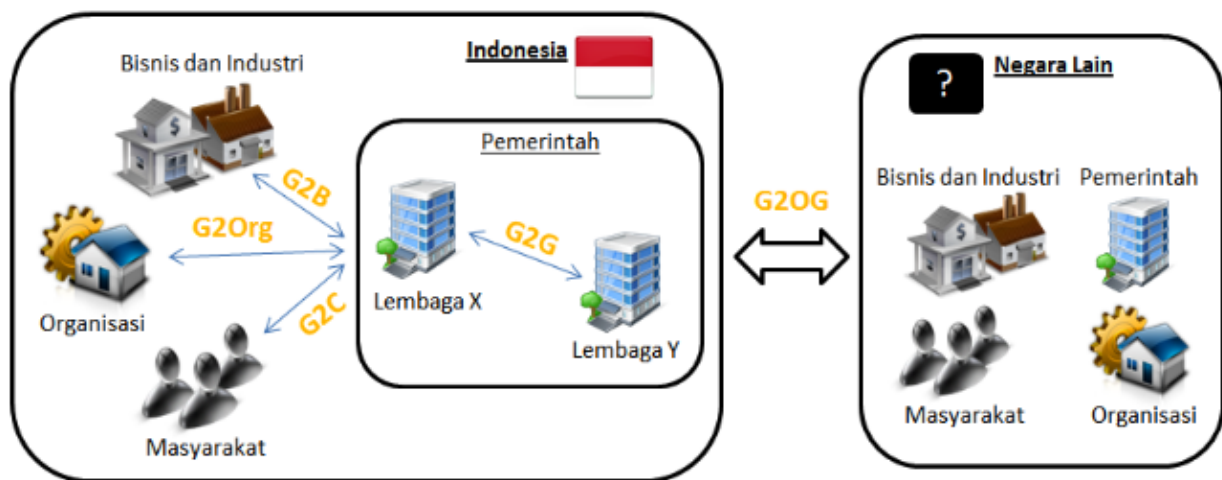 Indonesia
Bisnis dan Industri
$
Pemerintah
G2B
G2Org
G2G
G2C
Lembaga X
Lembaga Y
Organisasi
Masyarakat
G2OG
?
Negara Lain
Bisnis dan Industri
Pemerintah
$
Masyarakat
Organisasi